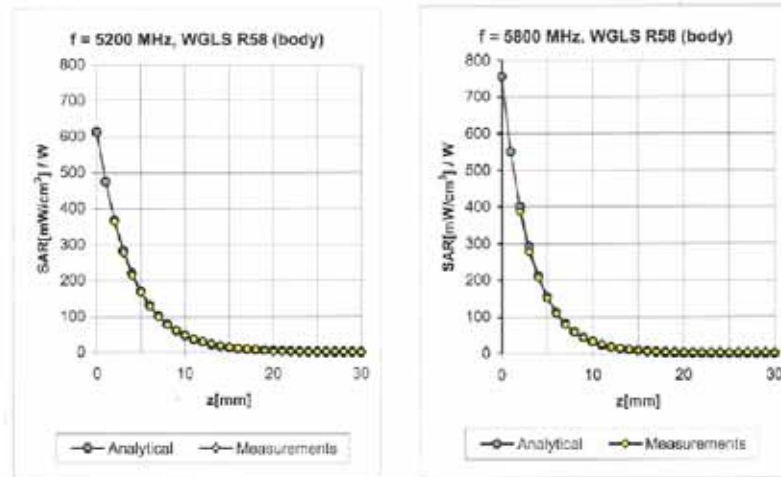 f = 5200 MHz, WGLS R58 (body)
800
700
600
500
400
300
200
100
0
SAR[mW/cm³] / W
0
10
20
30
z[mm]
Analytical
Measurements
f = 5800 MHz, WGLS R58 (body)
800
700
600
500
400
300
200
100
0
SAR[mW/cm³] / W
0
10
20
30
z[mm]
Analytical
Measurements